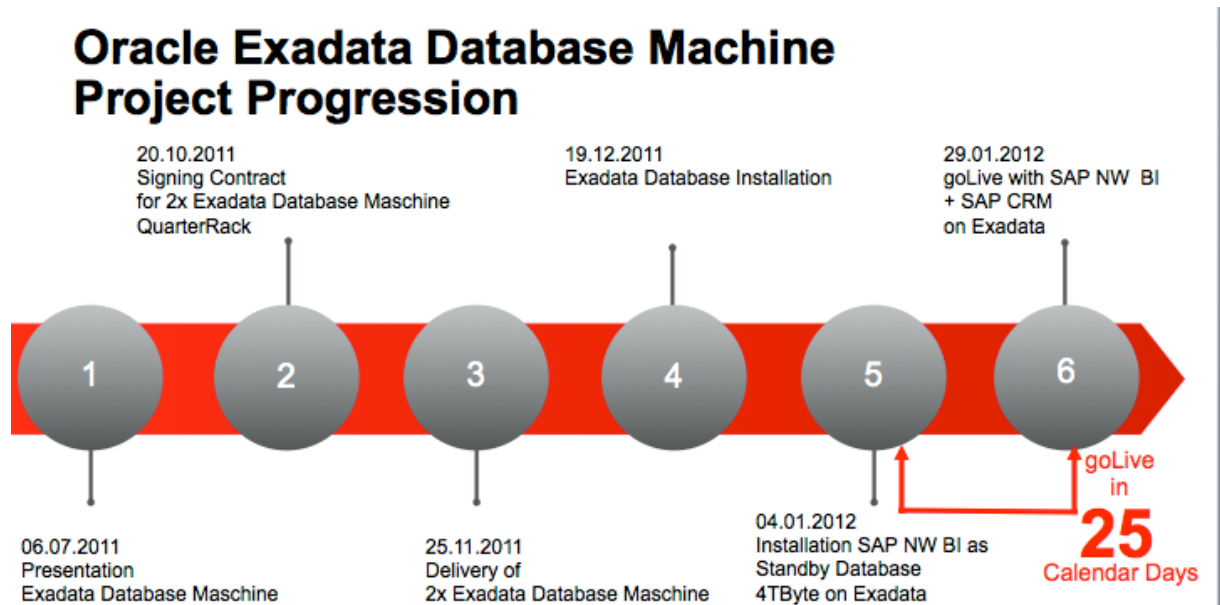 Oracle Exadata Database Machine
Project Progression
20.10.2011
Signing Contract
for 2x Exadata Database Maschine
QuarterRack
19.12.2011
Exadata Database Installation
29.01.2012
goLive with SAP NW BI
+ SAP CRM
on Exadata
1
2
3
4
5
6
06.07.2011
Presentation
Exadata Database Maschine
25.11.2011
Delivery of
2x Exadata Database Maschine
04.01.2012
Installation SAP NW BI as
Standby Database
4TByte on Exadata
goLive
in
25
Calendar Days